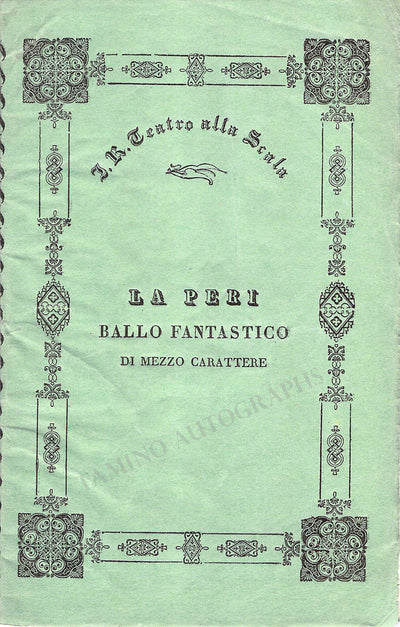 I. R. Teatro alla Scala
LA PERI
BALLO FANTASTICO
DI MEZZO CARATTERE
TAMINO AUTOGRAPHS